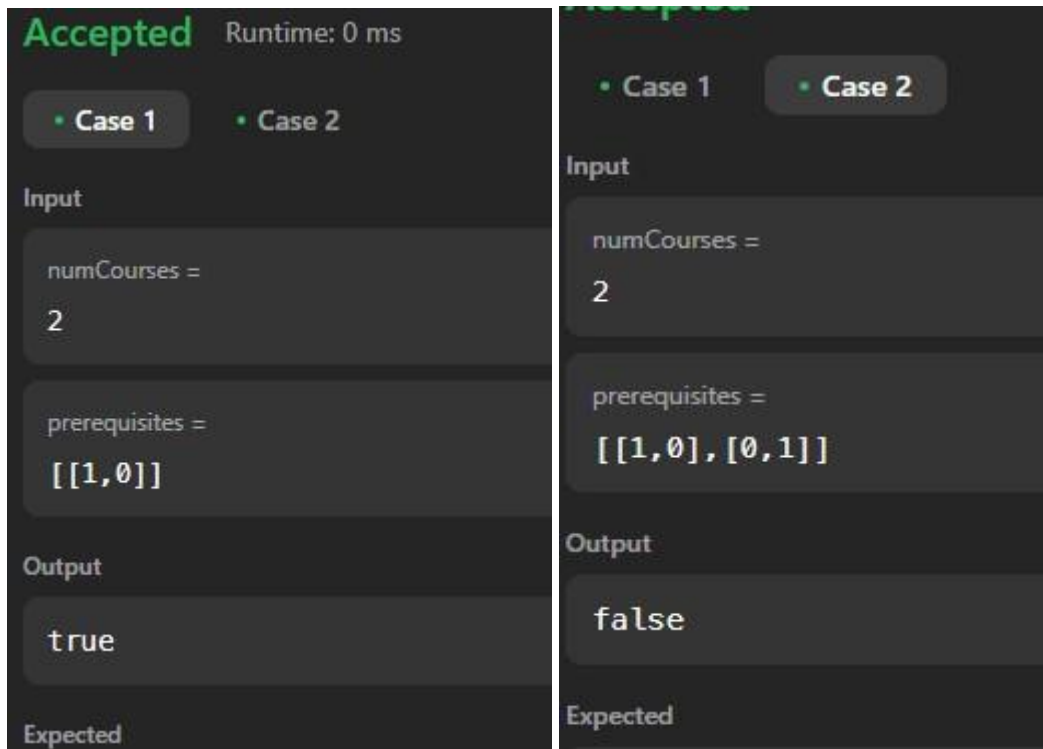 Accepted Runtime: 0 ms
• Case 1 • Case 2
Input
numCourses =
2
prerequisites =
[[1,0]]
Output
true
Expected
Accepted
• Case 1 • Case 2
Input
numCourses =
2
prerequisites =
[[1,0],[0,1]]
Output
false
Expected